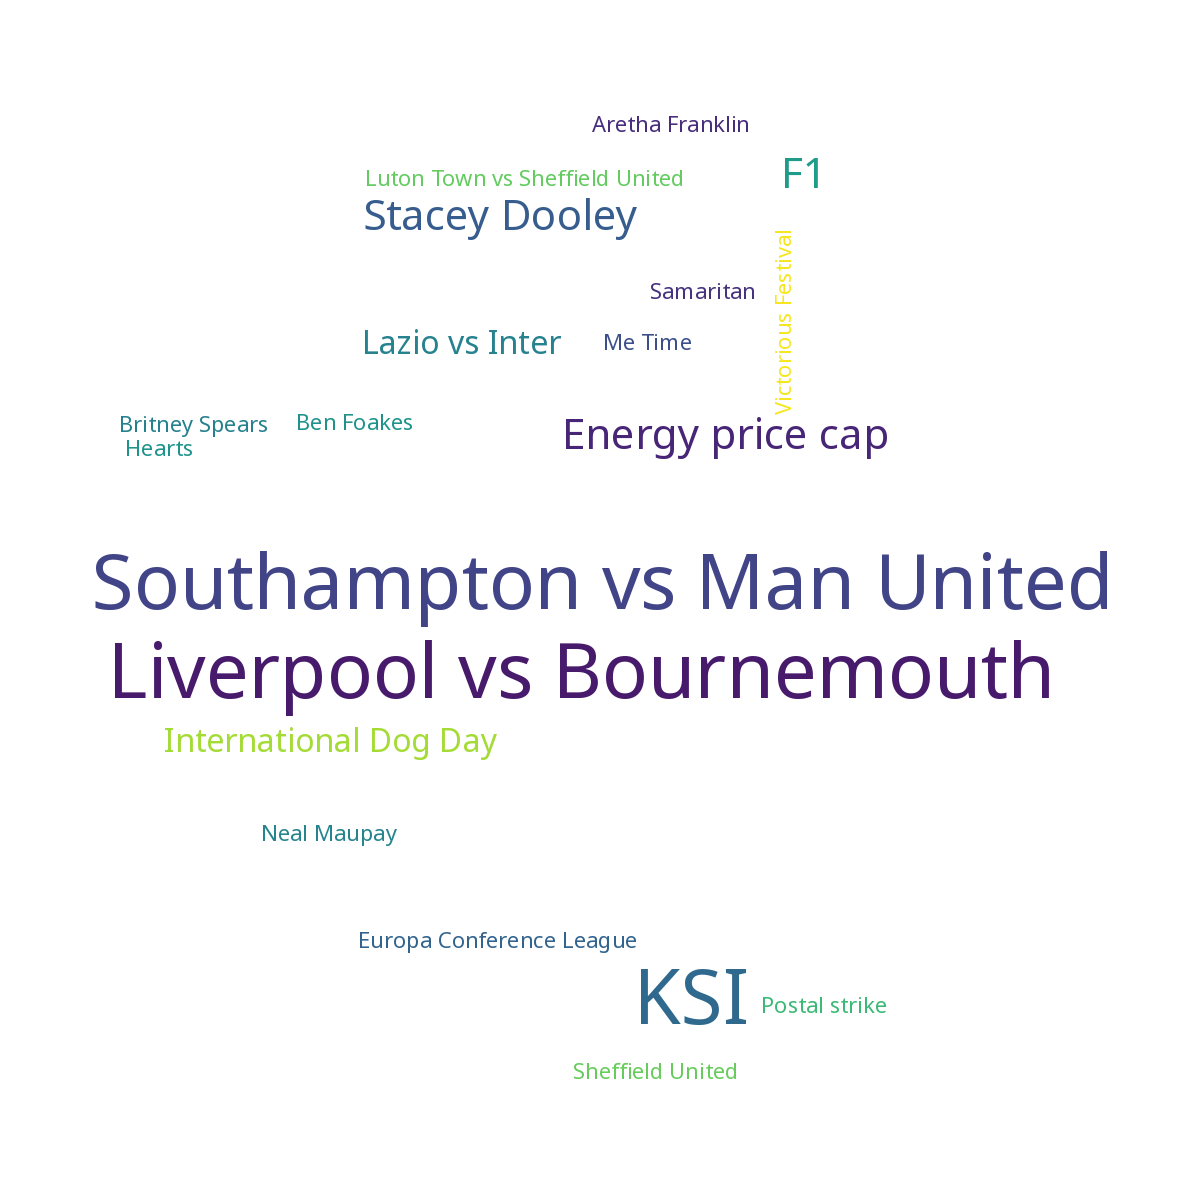 Aretha Franklin
F1
Luton Town vs Sheffield United
Stacey Dooley
Victorious Festival
Samaritan
Lazio vs Inter
Me Time
Britney Spears
Ben Foakes
Energy price cap
Hearts
Southampton vs Man United
Liverpool vs Bournemouth
International Dog Day
Neal Maupay
Europa Conference League
KSI
Postal strike
Sheffield United